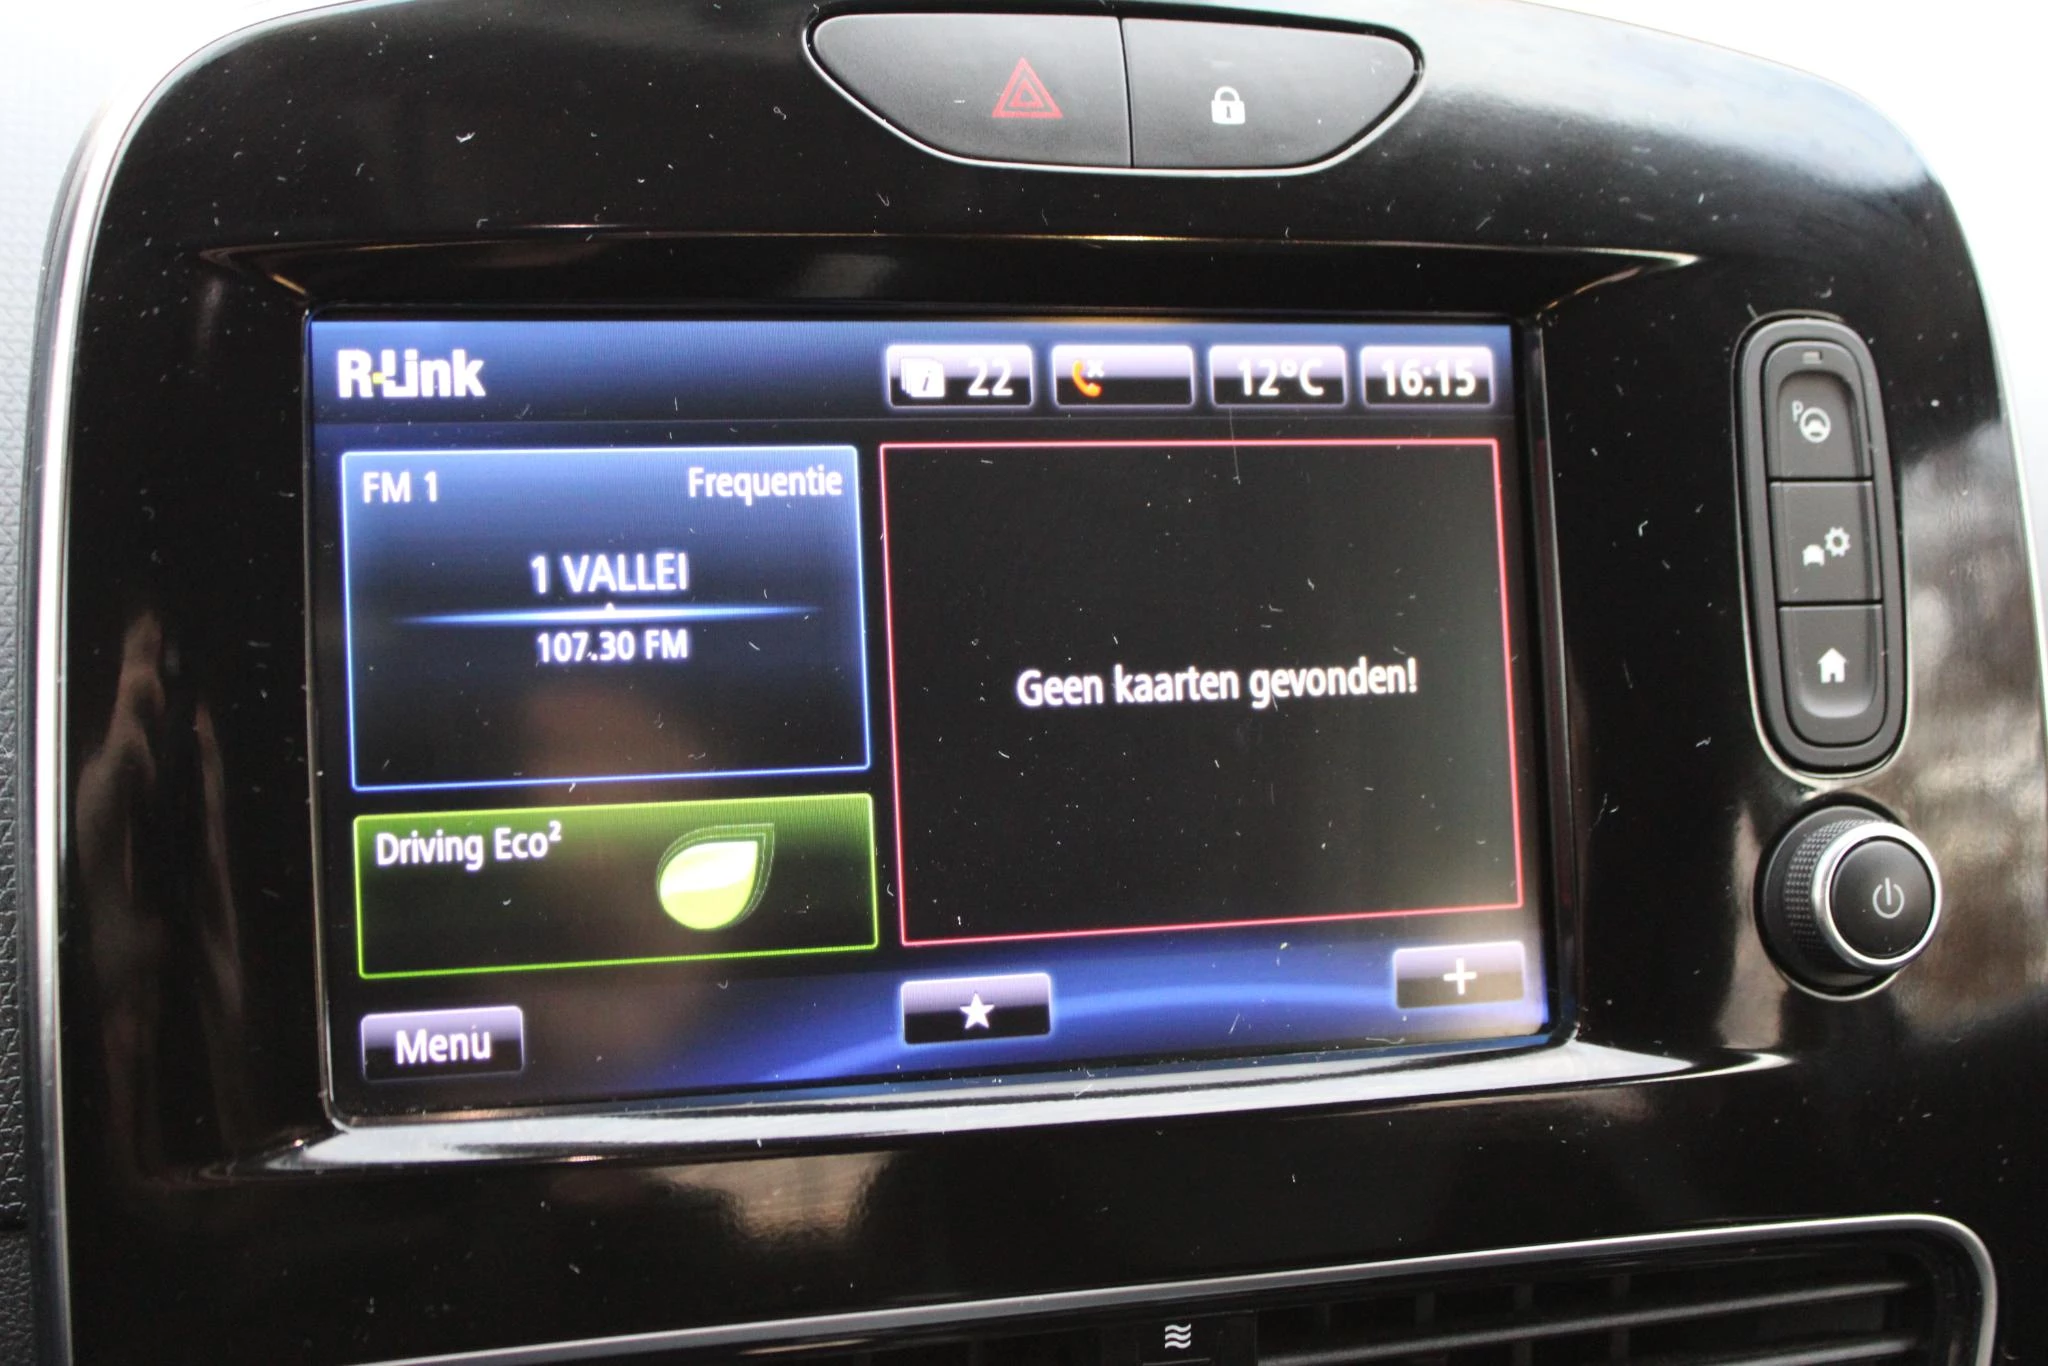 R-Link
22
12°C
16:15
FM 1
Frequentie
1 VALLEI
107.30 FM
Geen kaarten gevonden!
Driving Eco²
Menu
P